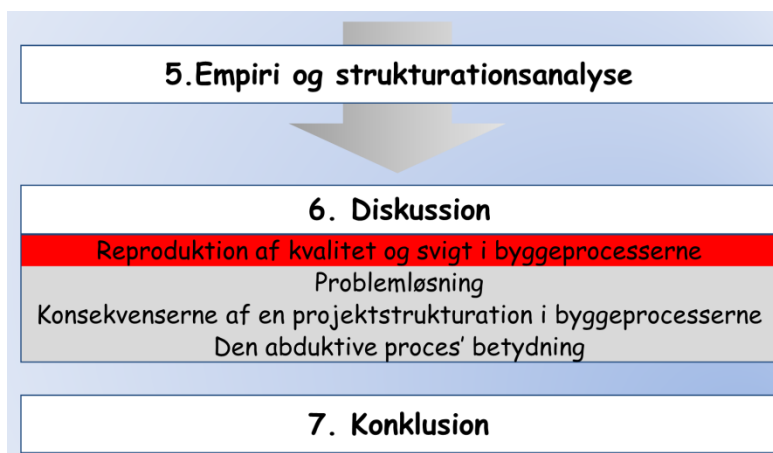 5.Empiri og strukturationsanalyse
6. Diskussion
Reproduktion af kvalitet og svigt i byggeprocesserne
Problemløsning
Konsekvenserne af en projektstrukturation i byggeprocesserne
Den abduktive proces’ betydning
7. Konklusion